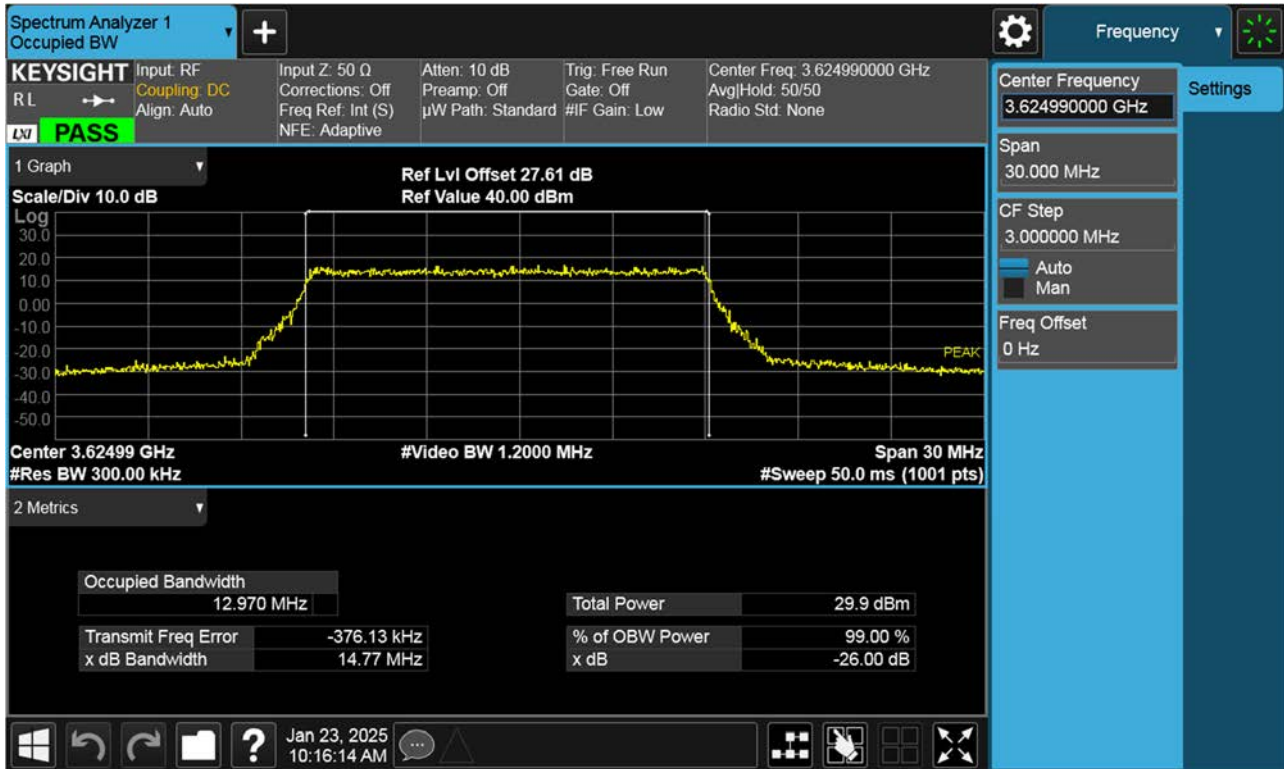 Spectrum Analyzer 1
Occupied BW
+
Frequency
KEYSIGHT
RL
LXI PASS
Input: RF
Coupling: DC
Align: Auto
Input Z: 50 Ω
Corrections: Off
Freq Ref: Int (S)
NFE: Adaptive
Atten: 10 dB
Preamp: Off
µW Path: Standard
Trig: Free Run
Gate: Off
#IF Gain: Low
Center Freq: 3.624990000 GHz
Avg|Hold: 50/50
Radio Std: None
Center Frequency
3.624990000 GHz
Settings
Span
30.000 MHz
CF Step
3.000000 MHz
Auto
Man
Freq Offset
0 Hz
1 Graph
Scale/Div 10.0 dB
Ref Lvl Offset 27.61 dB
Ref Value 40.00 dBm
Log
30.0
20.0
10.0
0.00
-10.0
-20.0
-30.0
-40.0
-50.0
PEAK
Center 3.62499 GHz
#Video BW 1.2000 MHz
Span 30 MHz
#Res BW 300.00 kHz
#Sweep 50.0 ms (1001 pts)
2 Metrics
Occupied Bandwidth
12.970 MHz
Total Power 29.9 dBm
Transmit Freq Error -376.13 kHz
% of OBW Power 99.00 %
x dB Bandwidth 14.77 MHz
x dB -26.00 dB
?
Jan 23, 2025
10:16:14 AM